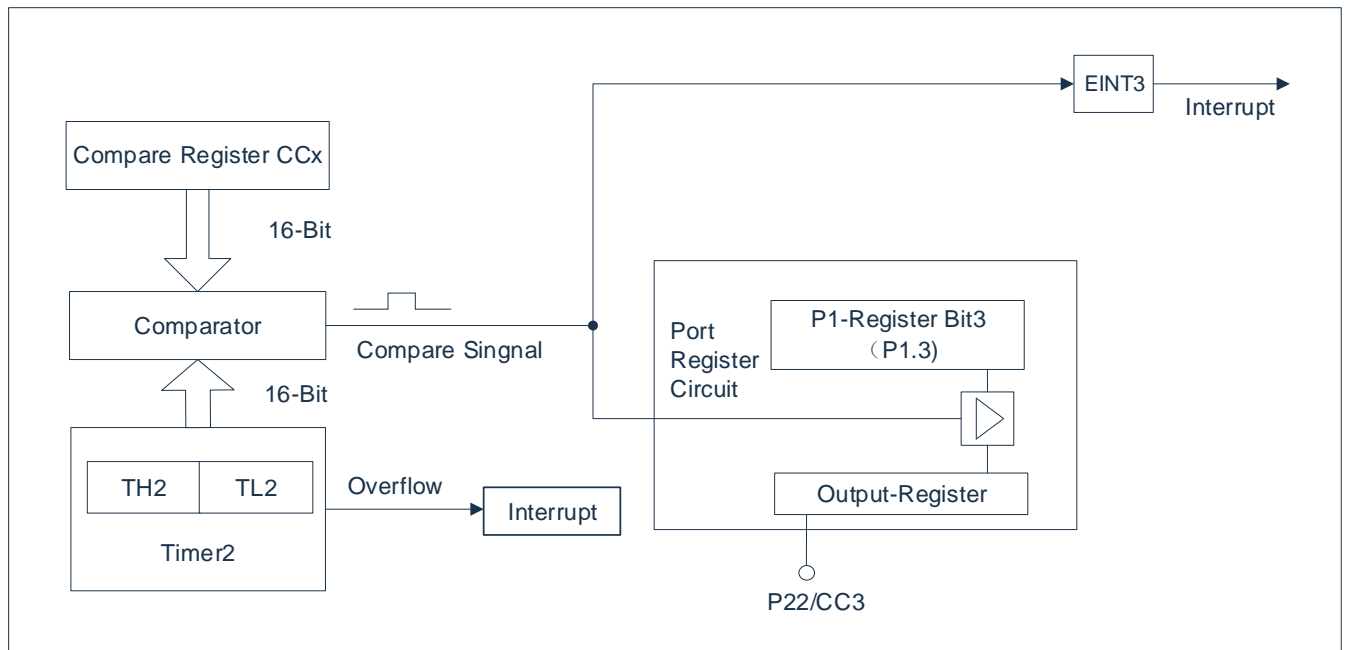 EINT3
Interrupt
Compare Register CCx
16-Bit
Comparator
Compare Singnal
16-Bit
Port
Register
Circuit
P1-Register Bit3
（P1.3)
TH2
TL2
Timer2
Overflow
Interrupt
Output-Register
P22/CC3